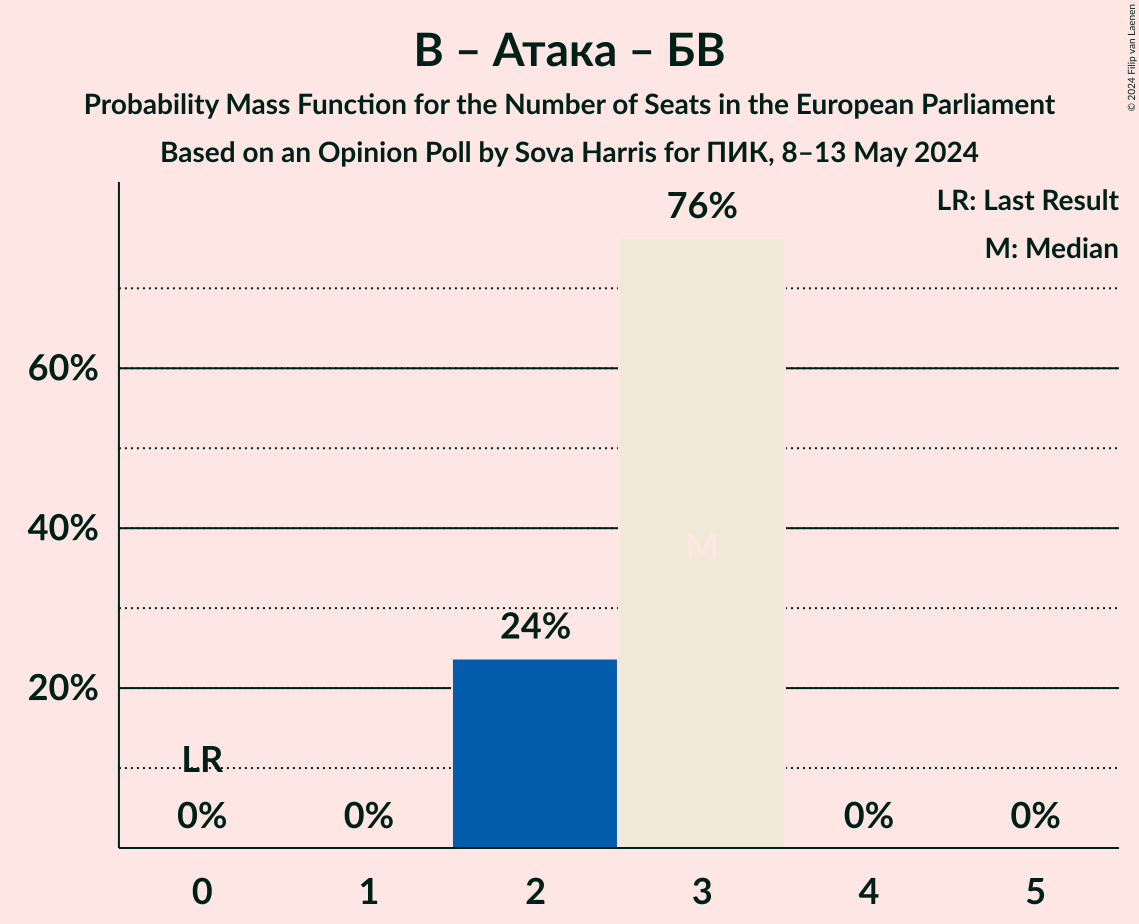 В – Атака – БВ
Probability Mass Function for the Number of Seats in the European Parliament
Based on an Opinion Poll by Sova Harris for ПИК, 8–13 May 2024
© 2024 Filip van Laenen
LR: Last Result
M: Median
76%
60%
40%
M
24%
20%
LR
0%
0%
0%
0%
0
1
2
3
4
5